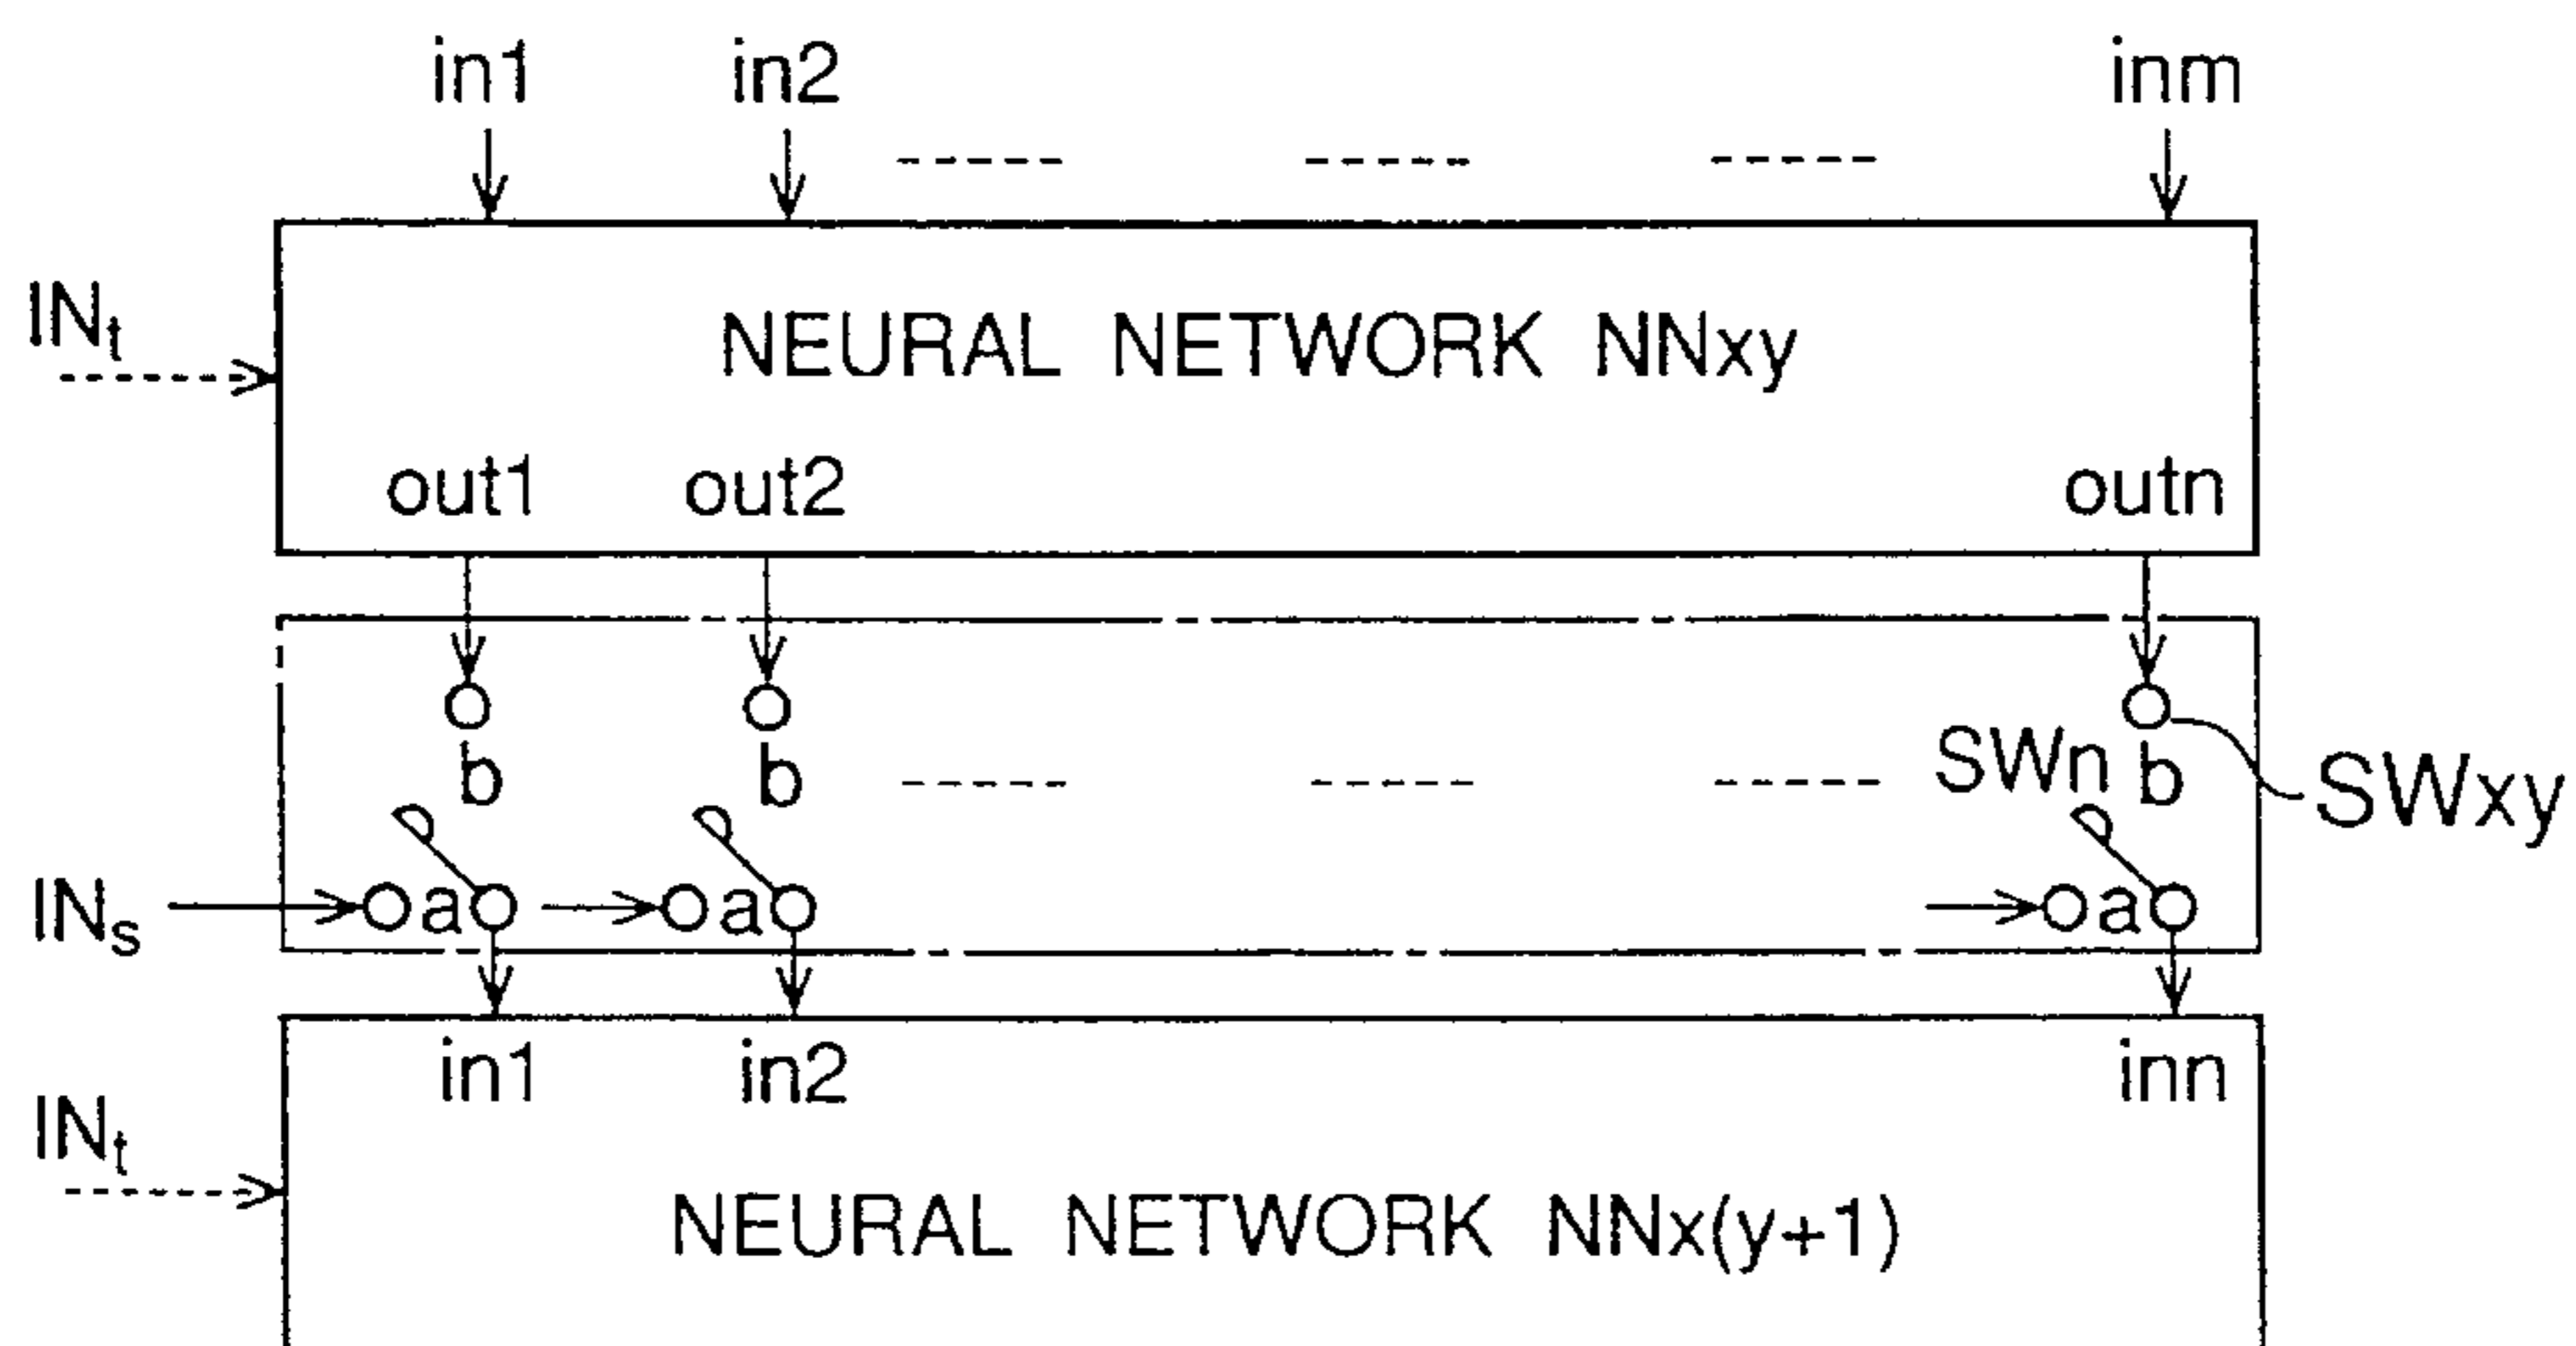 in1 in2 inm
INt
NEURAL NETWORK NNxy
out1 out2 outn
b b SWn b SWxy
INs a a a
in1 in2 inn
INt
NEURAL NETWORK NNx(y+1)